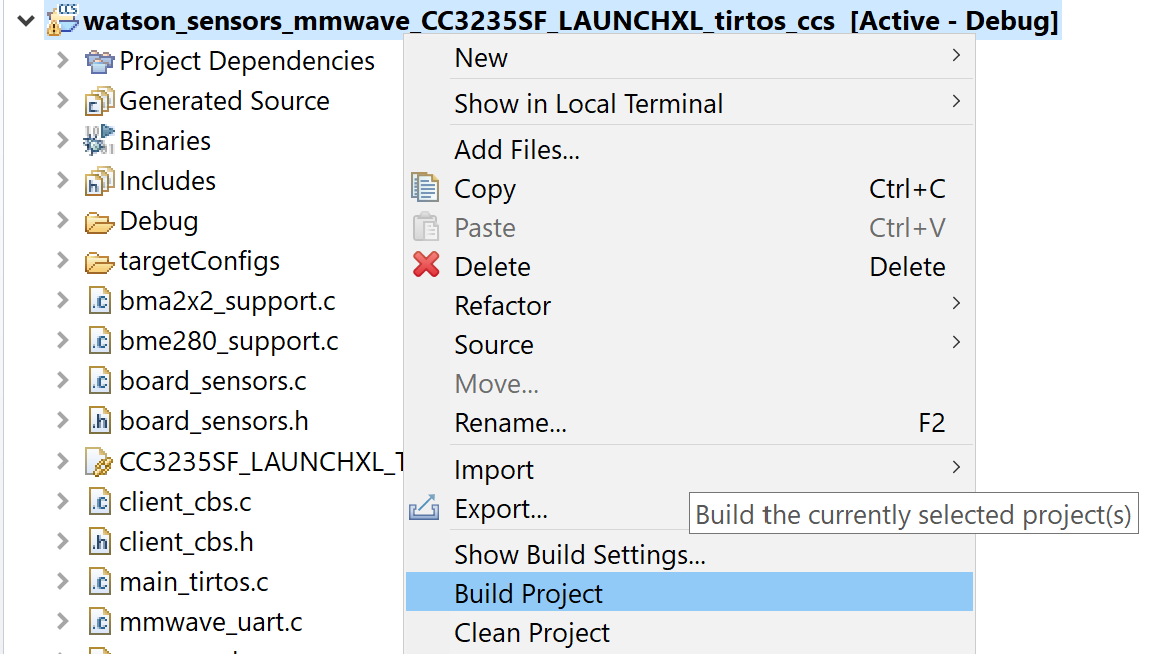 watson_sensors_mmwave_CC3235SF_LAUNCHXL_tirtos_ccs [Active - Debug]
Project Dependencies
Generated Source
Binaries
Includes
Debug
targetConfigs
bma2x2_support.c
bme280_support.c
board_sensors.c
board_sensors.h
CC3235SF_LAUNCHXL_T
client_cbs.c
client_cbs.h
main_tirtos.c
mmwave_uart.c
New
Show in Local Terminal
Add Files...
Copy Ctrl+C
Paste Ctrl+V
Delete Delete
Refactor
Source
Move...
Rename... F2
Import
Export...
Build the currently selected project(s)
Show Build Settings...
Build Project
Clean Project